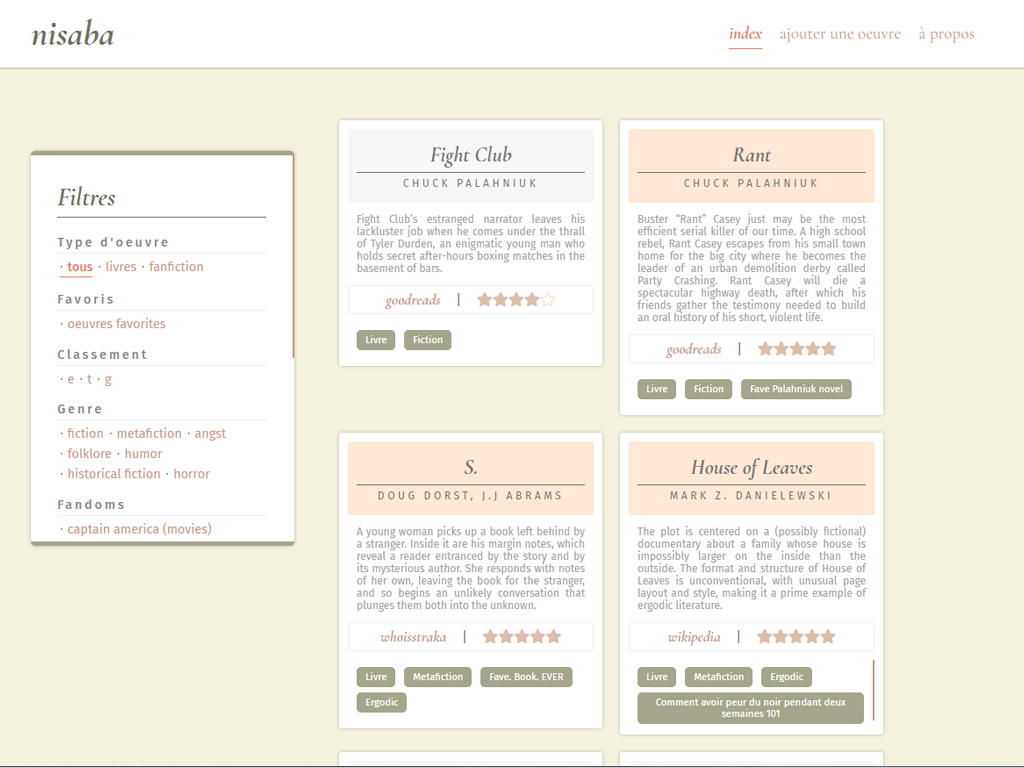 nisaba
index ajouter une oeuvre à propos
Filtres
Type d'oeuvre
· tous · livres · fanfiction
Favoris
· oeuvres favorites
Classement
· e · t · g
Genre
· fiction · metafiction · angst
· folklore · humor
· historical fiction · horror
Fandoms
· captain america (movies)
Fight Club
CHUCK PALAHNIUK
Fight Club's estranged narrator leaves his
lackluster job when he comes under the thrall
of Tyler Durden, an enigmatic young man who
holds secret after-hours boxing matches in the
basement of bars.
goodreads |
Livre Fiction
Rant
CHUCK PALAHNIUK
Buster “Rant” Casey just may be the most
efficient serial killer of our time. A high school
rebel, Rant Casey escapes from his small town
home for the big city where he becomes the
leader of an urban demolition derby called
Party Crashing. Rant Casey will die a
spectacular highway death, after which his
friends gather the testimony needed to build
an oral history of his short, violent life.
goodreads |
Livre Fiction Fave Palahniuk novel
S.
DOUG DORST, J.J ABRAMS
A young woman picks up a book left behind by
a stranger. Inside it are his margin notes, which
reveal a reader entranced by the story and by
its mysterious author. She responds with notes
of her own, leaving the book for the stranger,
and so begins an unlikely conversation that
plunges them both into the unknown.
whoisstraka |
Livre Metafiction Fave. Book. EVER
Ergodic
House of Leaves
MARK Z. DANIELEWSKI
The plot is centered on a (possibly fictional)
documentary about a family whose house is
impossibly larger on the inside than the
outside. The format and structure of House of
Leaves is unconventional, with unusual page
layout and style, making it a prime example of
ergodic literature.
wikipedia |
Livre Metafiction Ergodic
Comment avoir peur du noir pendant deux
semaines 101